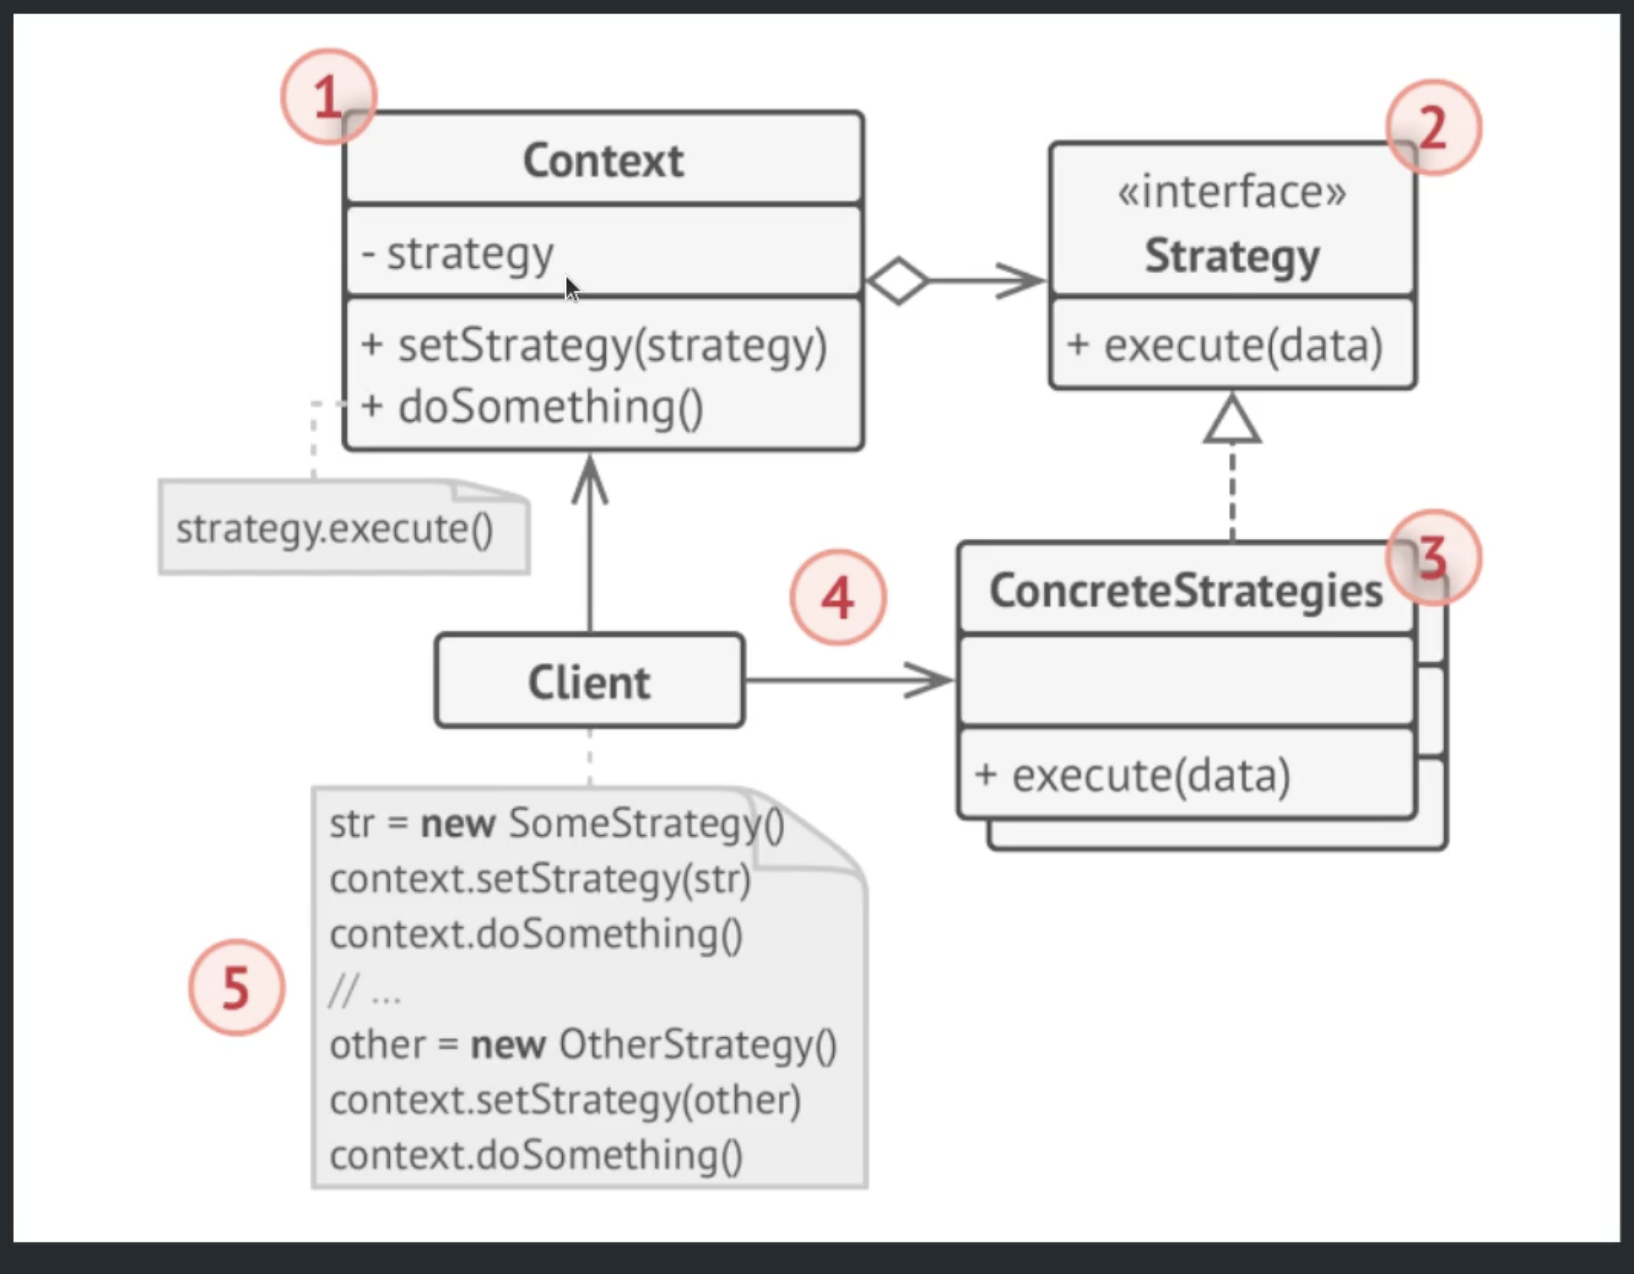 1
Context
- strategy
+ setStrategy(strategy)
+ doSomething()
strategy.execute()
2
«interface»
Strategy
+ execute(data)
3
ConcreteStrategies
+ execute(data)
4
Client
5
str = new SomeStrategy()
context.setStrategy(str)
context.doSomething()
// ...
other = new OtherStrategy()
context.setStrategy(other)
context.doSomething()